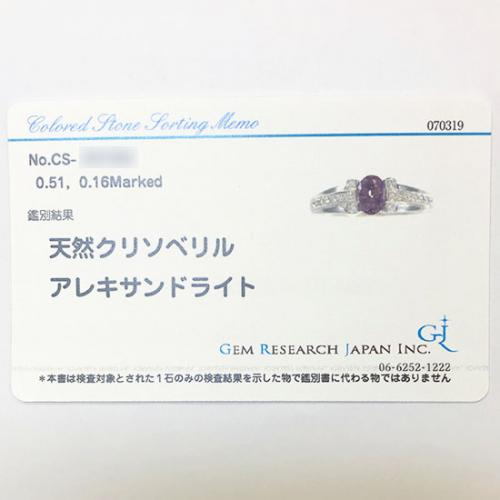 Colored Stone Sorting Memo
070319
No.CS-
0.51, 0.16Marked
鑑別結果
天然クリソベリル
アレキサンドライト
GEM RESEARCH JAPAN INC.
06-6252-1222
*本書は検査対象とされた1石のみの検査結果を示した物で鑑別書に代わる物ではありません